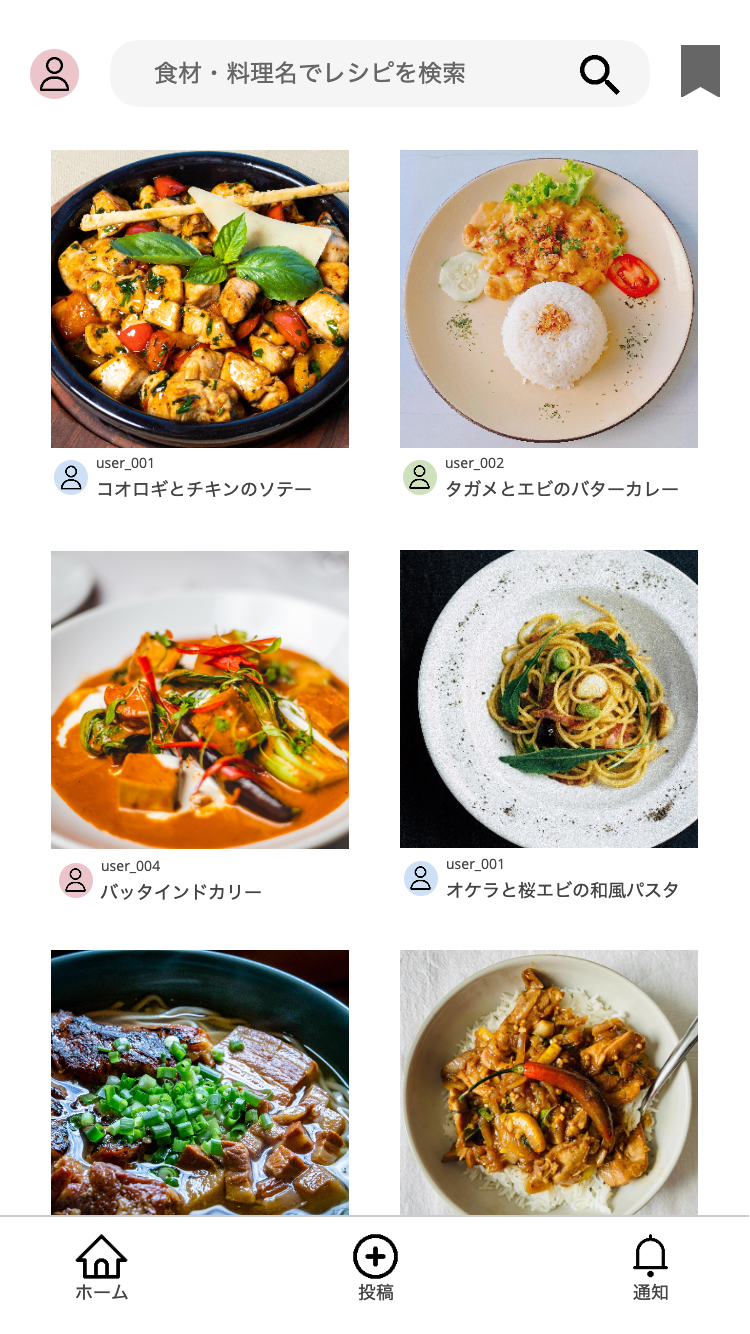 食材・料理名でレシピを検索
user_001
コオロギとチキンのソテー
user_002
タガメとエビのバターカレー
user_004
バッタインドカリー
user_001
オケラと桜エビの和風パスタ
ホーム
投稿
通知